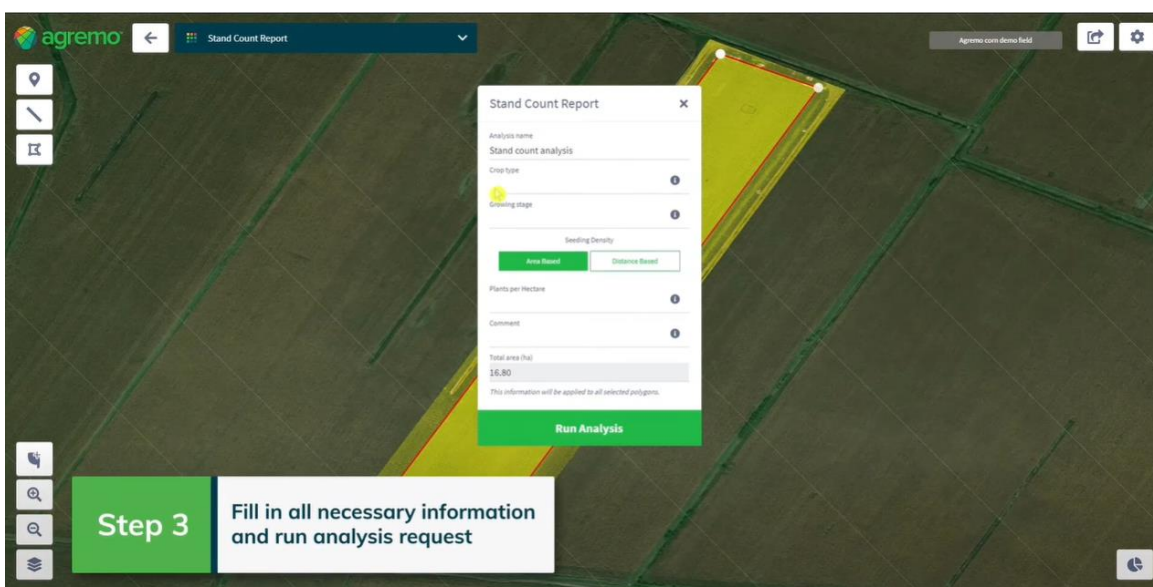 agremo
Stand Count Report
Agremo corn demo field
Stand Count Report
Analysis name
Stand count analysis
Crop type
Growing stage
Seeding Density
Area Based
Distance Based
Plants per Hectare
Comment
Total area (ha)
16.80
This information will be applied to all selected polygons.
Run Analysis
Step 3
Fill in all necessary information
and run analysis request